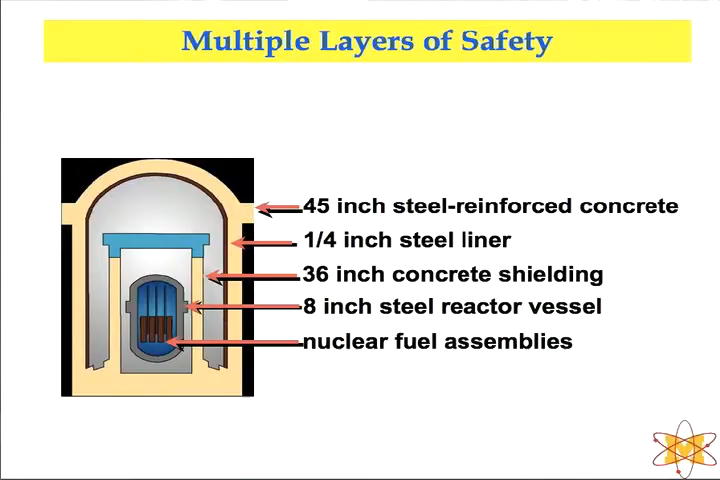 Multiple Layers of Safety
45 inch steel-reinforced concrete
1/4 inch steel liner
36 inch concrete shielding
8 inch steel reactor vessel
nuclear fuel assemblies
M